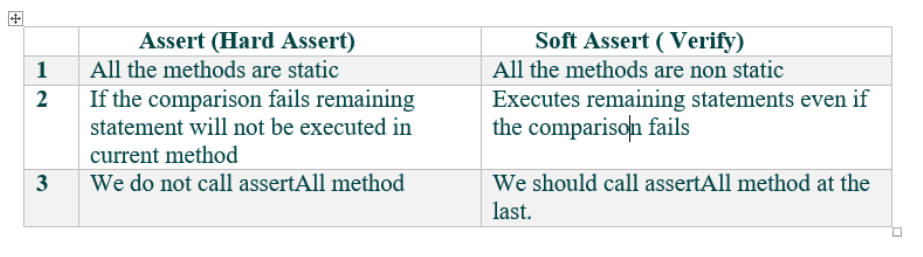 Assert (Hard Assert) Soft Assert ( Verify)
1 All the methods are static All the methods are non static
2 If the comparison fails remaining Executes remaining statements even if
statement will not be executed in the comparison fails
current method
3 We do not call assertAll method We should call assertAll method at the
last.